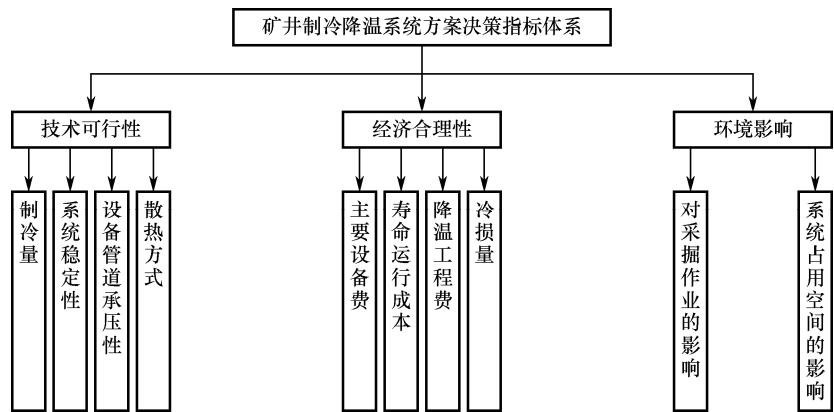 矿井制冷降温系统方案决策指标体系
技术可行性
经济合理性
环境影响
制冷量
系统稳定性
设备管道承压性
散热方式
主要设备费
寿命运行成本
降温工程费
冷损量
对采掘作业的影响
系统占用空间的影响